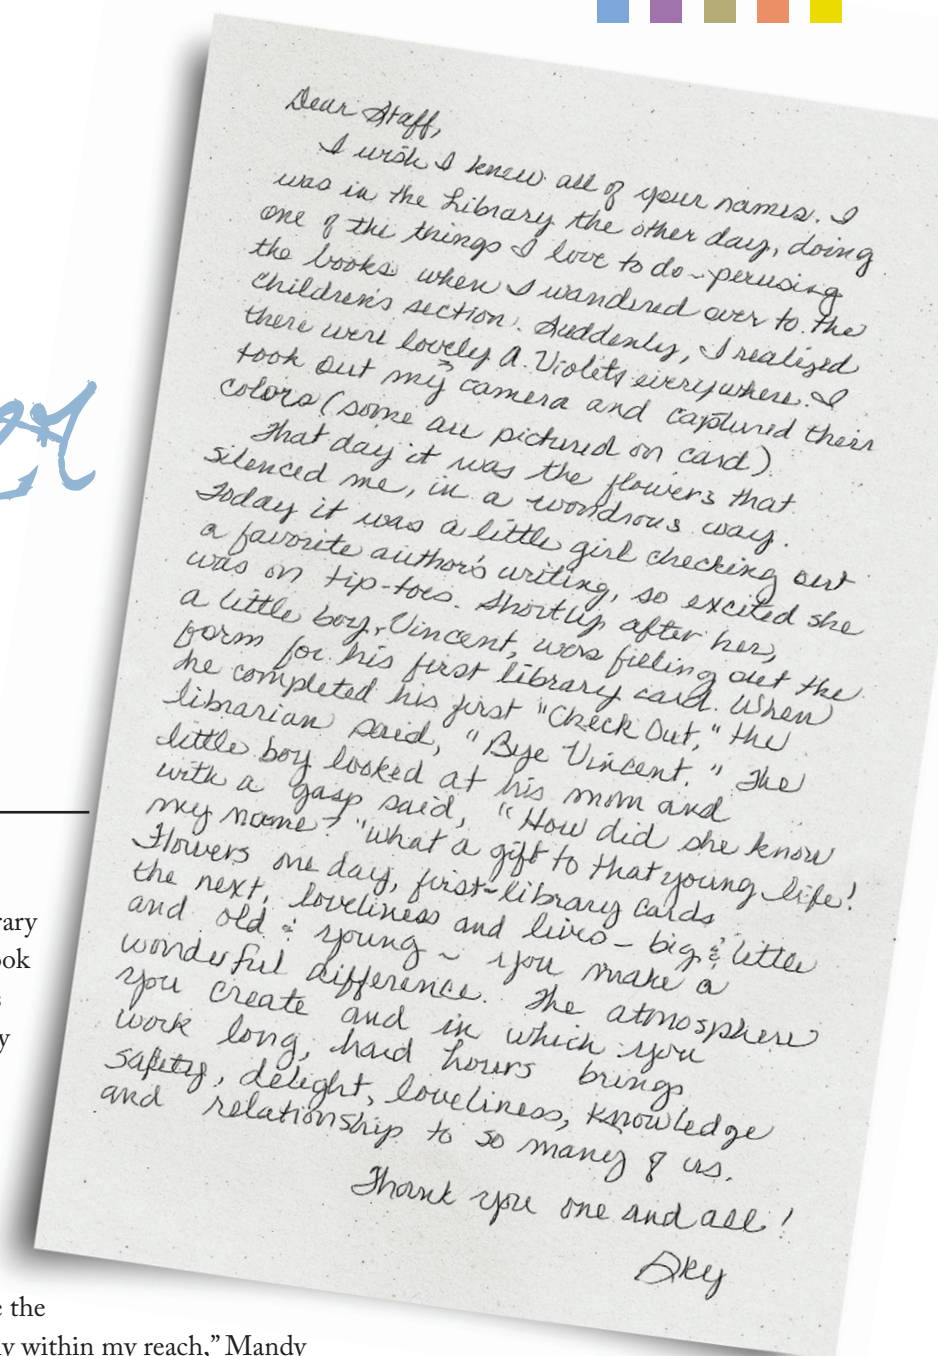 Dear Staff,
I wish I knew all of your names. I
was in the Library the other day, doing
one of the things I love to do - perusing
the books when I wandered over to the
children's section. Suddenly, I realized
there were lovely A. Violets everywhere. I
took out my camera and captured their
colors (some are pictured on card)
That day it was the flowers that
silenced me, in a wondrous way.
Today it was a little girl checking out
a favorite author's writing, so excited she
was on tip-toes. Shortly after her,
a little boy, Vincent, was filling out the
form for his first library card. When
he completed his first "Check Out," the
librarian said, "Bye Vincent." The
little boy looked at his mom and
with a gasp said, "How did she know
my name?" What a gift to that young life!
Flowers one day, first-library cards
the next, loveliness and lives - big & little
and old & young ~ you make a
wonderful difference. The atmosphere
you create and in which you
work long, hard hours brings
safety, delight, loveliness, knowledge
and relationship to so many of us.
Thank you one and all!
Sky
rary
ook
y
e the
y within my reach,” Mandy